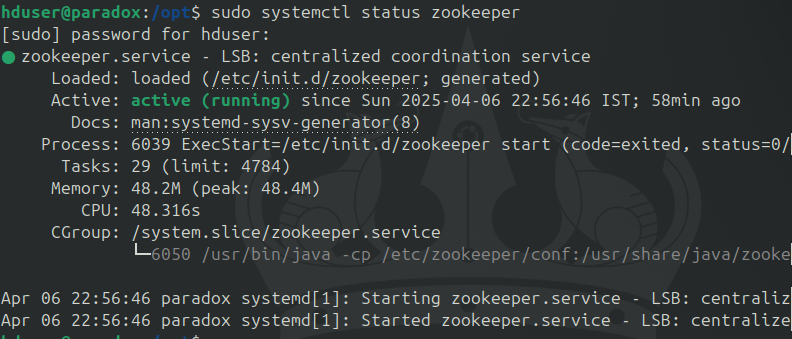 hduser@paradox:/opt$ sudo systemctl status zookeeper
[sudo] password for hduser:
● zookeeper.service - LSB: centralized coordination service
     Loaded: loaded (/etc/init.d/zookeeper; generated)
     Active: active (running) since Sun 2025-04-06 22:56:46 IST; 58min ago
       Docs: man:systemd-sysv-generator(8)
    Process: 6039 ExecStart=/etc/init.d/zookeeper start (code=exited, status=0/
      Tasks: 29 (limit: 4784)
     Memory: 48.2M (peak: 48.4M)
        CPU: 48.316s
     CGroup: /system.slice/zookeeper.service
             └─6050 /usr/bin/java -cp /etc/zookeeper/conf:/usr/share/java/zooke
Apr 06 22:56:46 paradox systemd[1]: Starting zookeeper.service - LSB: centraliz
Apr 06 22:56:46 paradox systemd[1]: Started zookeeper.service - LSB: centralize